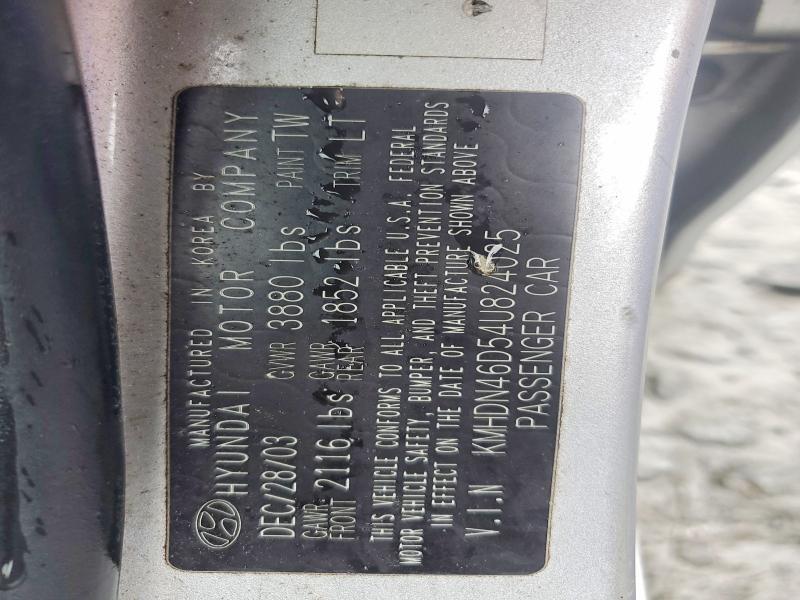 MANUFACTURED IN KOREA BY
HYUNDAI MOTOR COMPANY
DEC/28/03 GVWR 3880 lbs PAINT TW
GAWR FRONT 2116 lbs GAWR REAR 1852 lbs TRIM LT
THIS VEHICLE CONFORMS TO ALL APPLICABLE U.S.A. FEDERAL
MOTOR VEHICLE SAFETY, BUMPER, AND THEFT PREVENTION STANDARDS
IN EFFECT ON THE DATE OF MANUFACTURE SHOWN ABOVE
V.I.N KMHDN46D54U824025
PASSENGER CAR